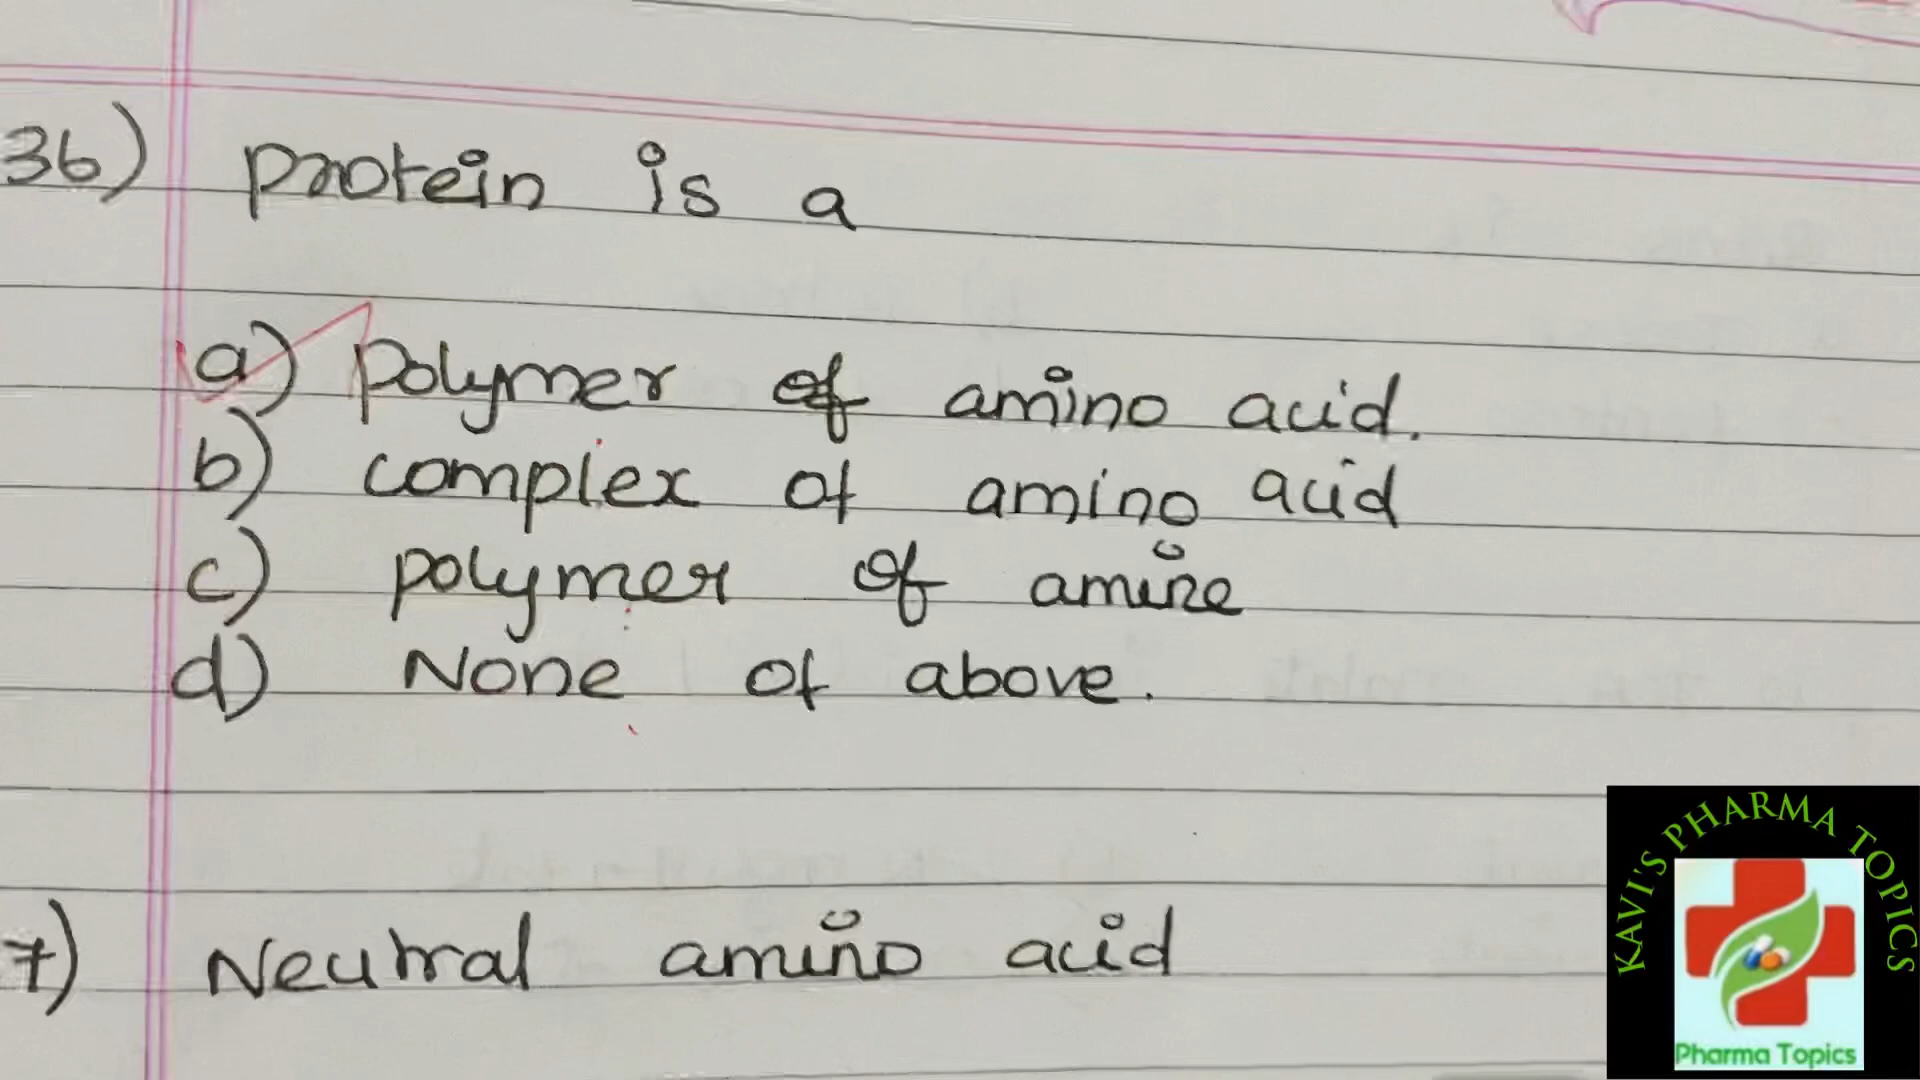 36) Protein is a
a) Polymer of amino acid.
b) complex of amino acid
c) polymer of amine
d) None of above.
7) Neutral amino acid
KAVI'S PHARMA TOPICS
Pharma Topics